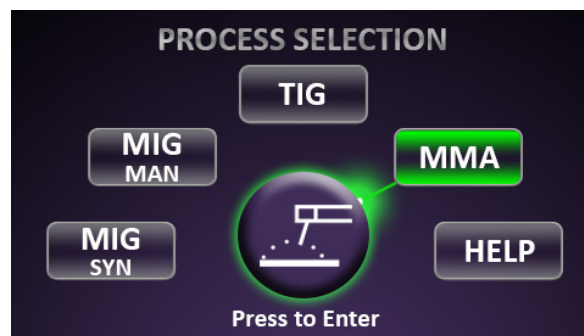 PROCESS SELECTION
TIG
MIG
MAN
MMA
MIG
SYN
HELP
Press to Enter